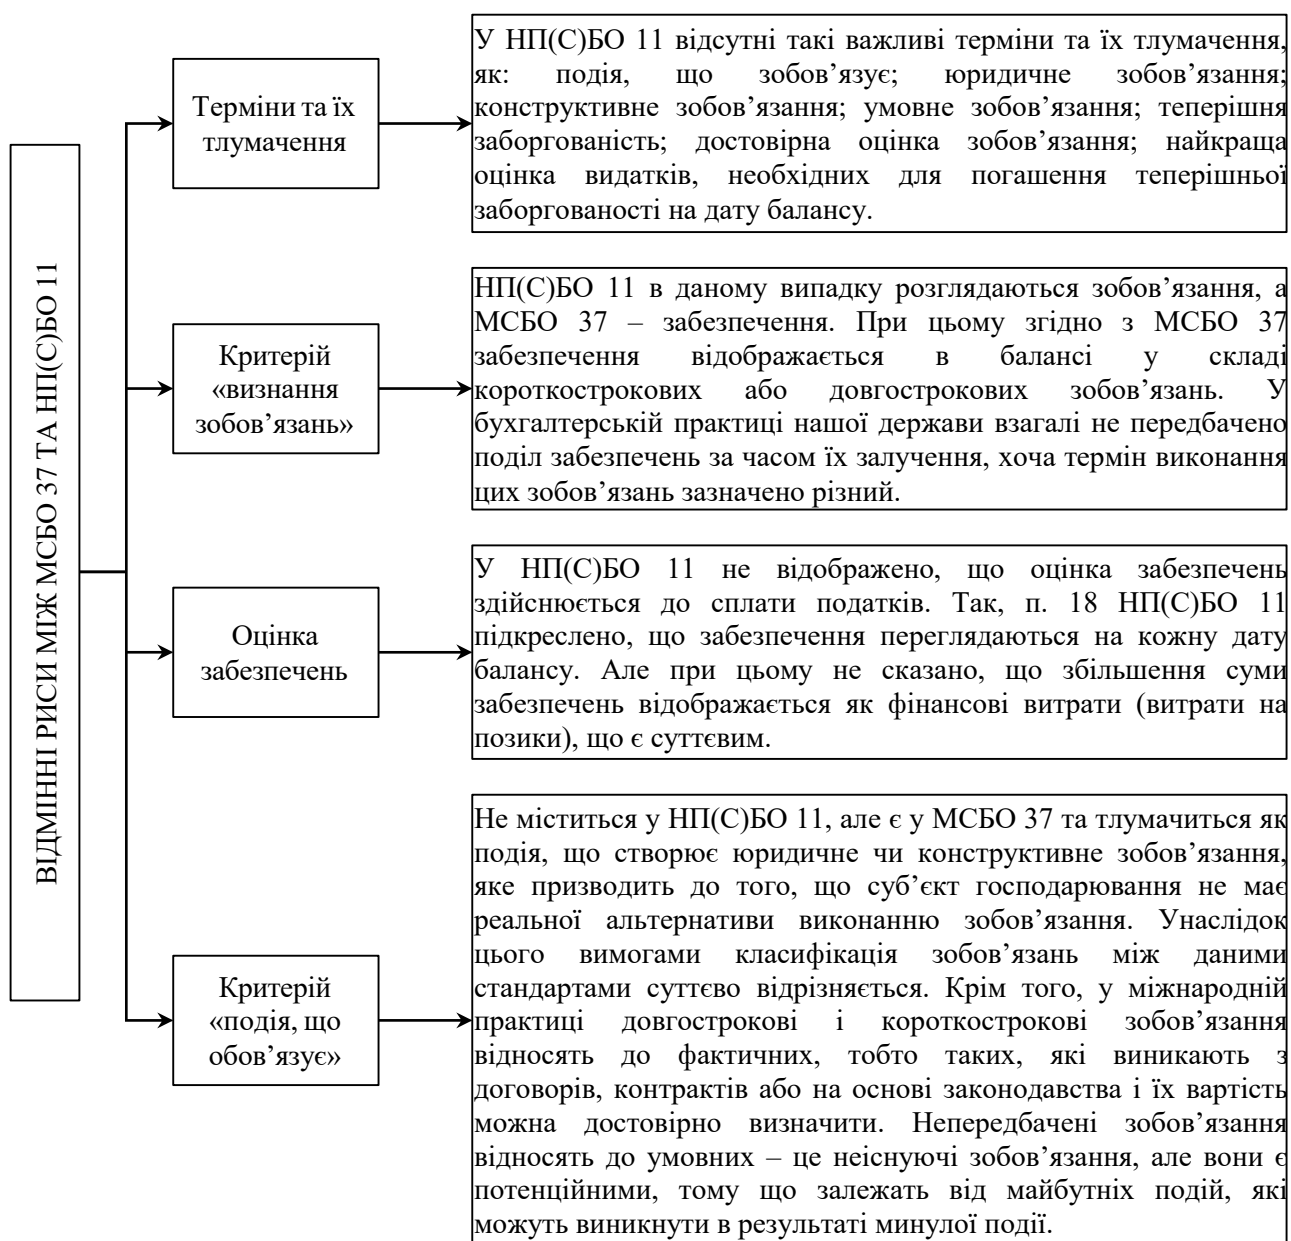 ВІДМІННІ РИСИ МІЖ МСБО 37 ТА НП(С)БО 11
Терміни та їх
тлумачення
У НП(С)БО 11 відсутні такі важливі терміни та їх тлумачення,
як: подія, що зобов’язує; юридичне зобов’язання;
конструктивне зобов’язання; умовне зобов’язання; теперішня
заборгованість; достовірна оцінка зобов’язання; найкраща
оцінка видатків, необхідних для погашення теперішньої
заборгованості на дату балансу.
Критерій
«визнання
зобов’язань»
НП(С)БО 11 в даному випадку розглядаються зобов’язання, а
МСБО 37 – забезпечення. При цьому згідно з МСБО 37
забезпечення відображається в балансі у складі
короткострокових або довгострокових зобов’язань. У
бухгалтерській практиці нашої держави взагалі не передбачено
поділ забезпечень за часом їх залучення, хоча термін виконання
цих зобов’язань зазначено різний.
Оцінка
забезпечень
У НП(С)БО 11 не відображено, що оцінка забезпечень
здійснюється до сплати податків. Так, п. 18 НП(С)БО 11
підкреслено, що забезпечення переглядаються на кожну дату
балансу. Але при цьому не сказано, що збільшення суми
забезпечень відображається як фінансові витрати (витрати на
позики), що є суттєвим.
Критерій
«подія, що
обов’язує»
Не міститься у НП(С)БО 11, але є у МСБО 37 та тлумачиться як
подія, що створює юридичне чи конструктивне зобов’язання,
яке призводить до того, що суб’єкт господарювання не має
реальної альтернативи виконанню зобов’язання. Унаслідок
цього вимогами класифікація зобов’язань між даними
стандартами суттєво відрізняється. Крім того, у міжнародній
практиці довгострокові і короткострокові зобов’язання
відносять до фактичних, тобто таких, які виникають з
договорів, контрактів або на основі законодавства і їх вартість
можна достовірно визначити. Непередбачені зобов’язання
відносять до умовних – це неіснуючі зобов’язання, але вони є
потенційними, тому що залежать від майбутніх подій, які
можуть виникнути в результаті минулої події.